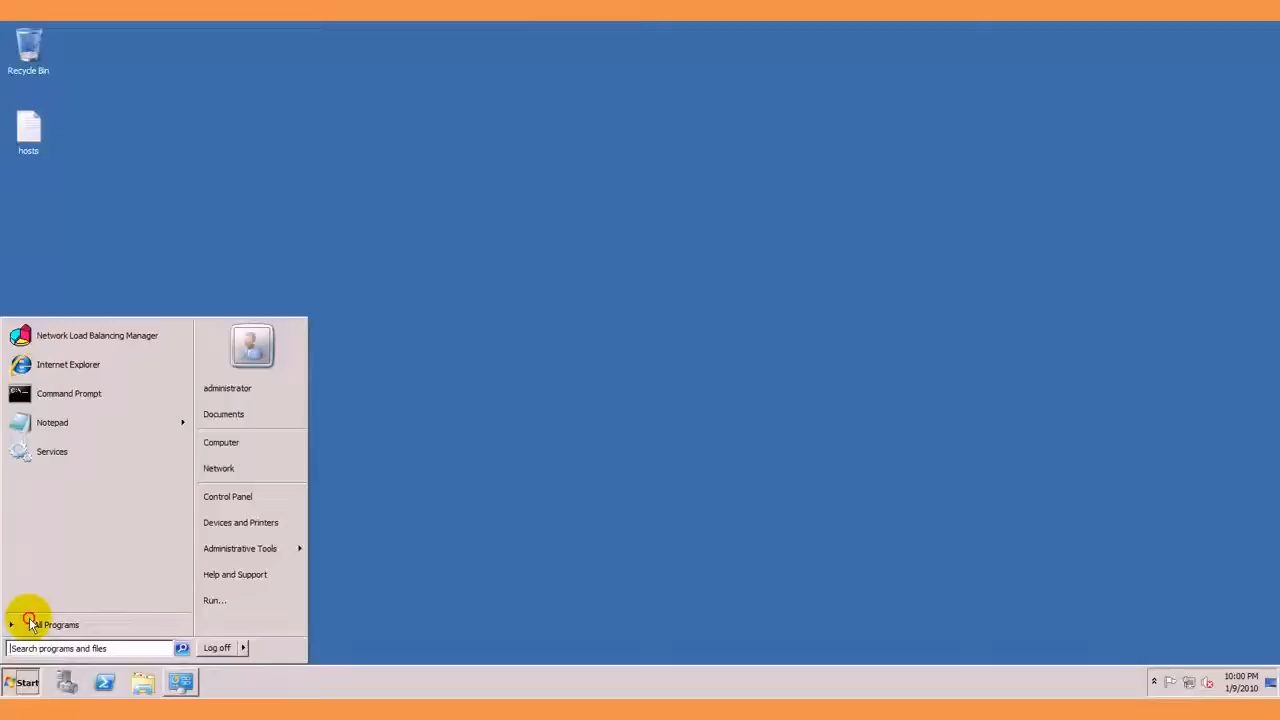 Recycle Bin
hosts
Network Load Balancing Manager
Internet Explorer
Command Prompt
Notepad
Services
All Programs
Search programs and files
administrator
Documents
Computer
Network
Control Panel
Devices and Printers
Administrative Tools
Help and Support
Run...
Log off
Start
10:00 PM
1/9/2010